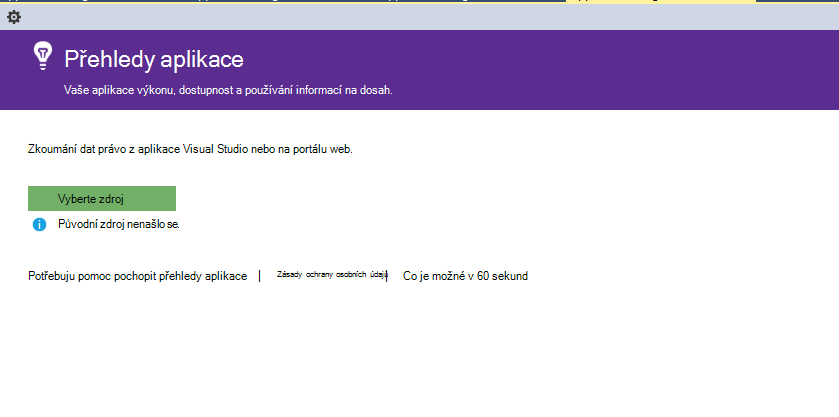 Přehledy aplikace
Vaše aplikace výkonu, dostupnost a používání informací na dosah.
Zkoumání dat právo z aplikace Visual Studio nebo na portálu web.
Vyberte zdroj
Původní zdroj nenašlo se.
Potřebuju pomoc pochopit přehledy aplikace | Zásady ochrany osobních údajů | Co je možné v 60 sekund